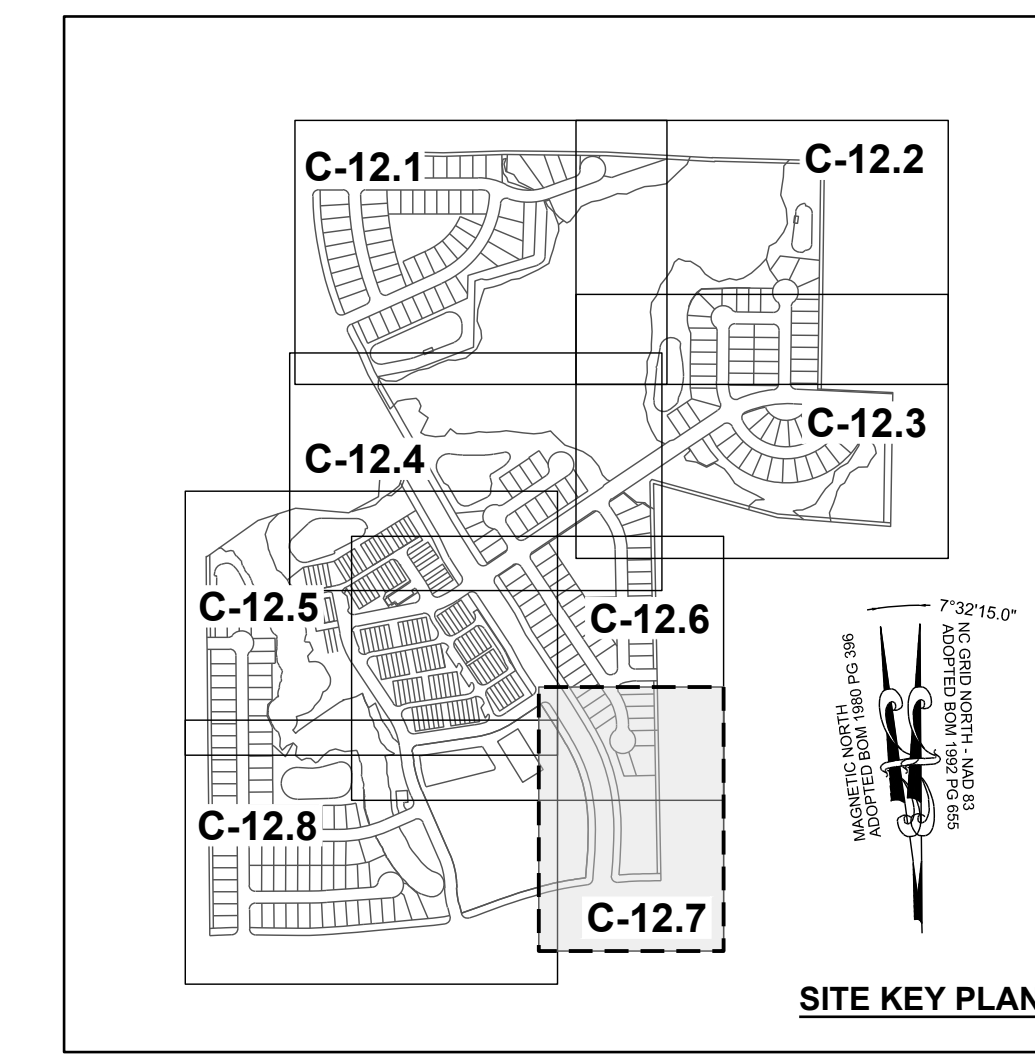 C-12.1
C-12.2
C-12.3
C-12.4
C-12.5
C-12.6
7°32'15.0"
MAGNETIC NORTH
ADOPTED BOM 1980 PG 396
NC GRID NORTH - NAD 83
ADOPTED BOM 1992 PG 655
C-12.8
C-12.7
SITE KEY PLAN